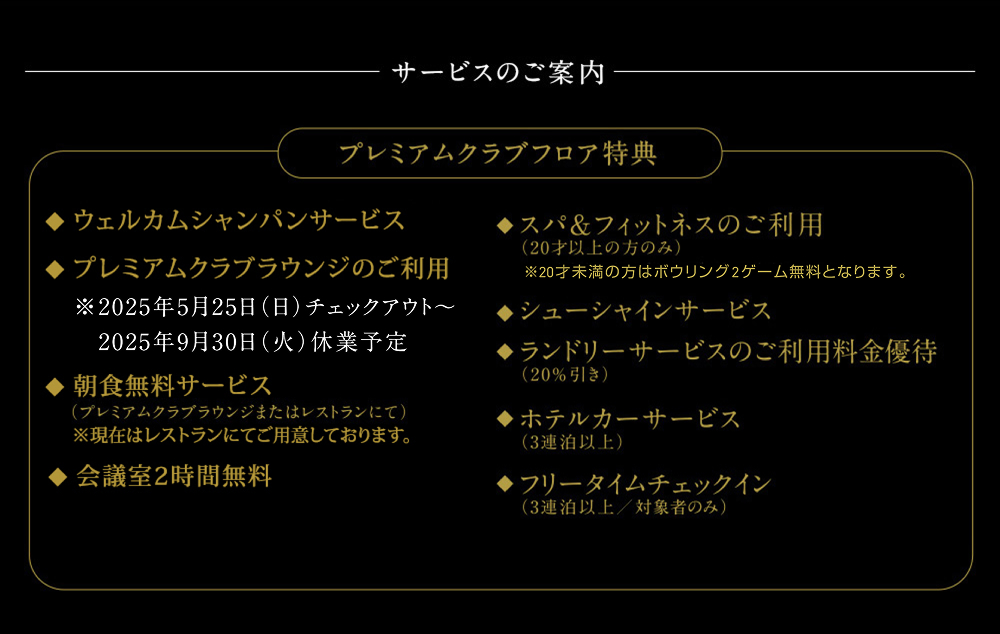 サービスのご案内
プレミアムクラブフロア特典
◆ ウェルカムシャンパンサービス
◆ プレミアムクラブラウンジのご利用
※2025年5月25日(日)チェックアウト～
2025年9月30日(火)休業予定
◆ 朝食無料サービス
(プレミアムクラブラウンジまたはレストランにて)
※現在はレストランにてご用意しております。
◆ 会議室2時間無料
◆ スパ&フィットネスのご利用
(20才以上の方のみ)
※20才未満の方はボウリング2ゲーム無料となります。
◆ シューシャインサービス
◆ ランドリーサービスのご利用料金優待
(20%引き)
◆ ホテルカーサービス
(3連泊以上)
◆ フリータイムチェックイン
(3連泊以上／対象者のみ)